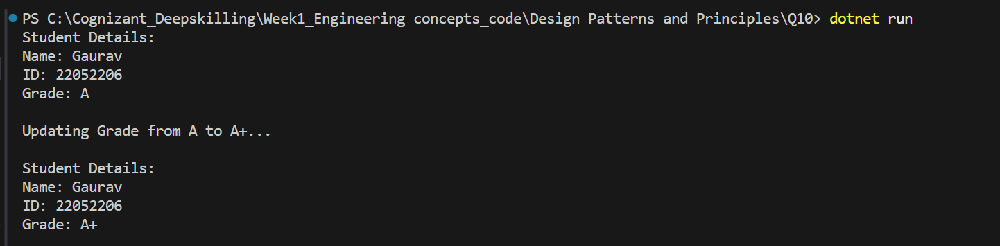 PS C:\Cognizant_Deepskilling\Week1_Engineering concepts_code\Design Patterns and Principles\Q10> dotnet run
Student Details:
Name: Gaurav
ID: 22052206
Grade: A
Updating Grade from A to A+...
Student Details:
Name: Gaurav
ID: 22052206
Grade: A+